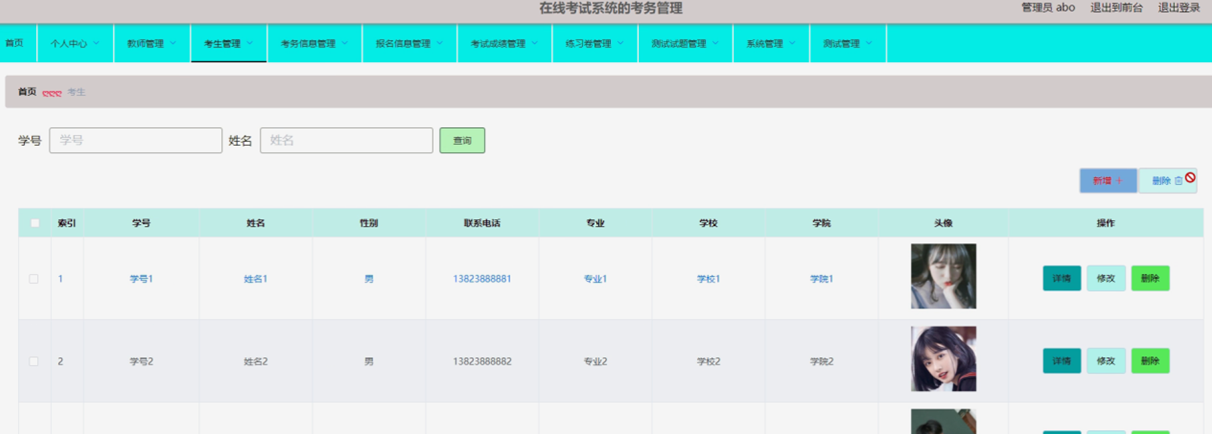 在线考试系统的考务管理
管理员 abo 退出到前台 退出登录
首页 个人中心 教师管理 考生管理 考务信息管理 报名信息管理 考试成绩管理 练习卷管理 测试试题管理 系统管理 测试管理
首页 考生
学号 学号 姓名 姓名 查询
新增 + 删除
索引 学号 姓名 性别 联系电话 专业 学校 学院 头像 操作
1 学号1 姓名1 男 13823888881 专业1 学校1 学院1 详情 修改 删除
2 学号2 姓名2 男 13823888882 专业2 学校2 学院2 详情 修改 删除